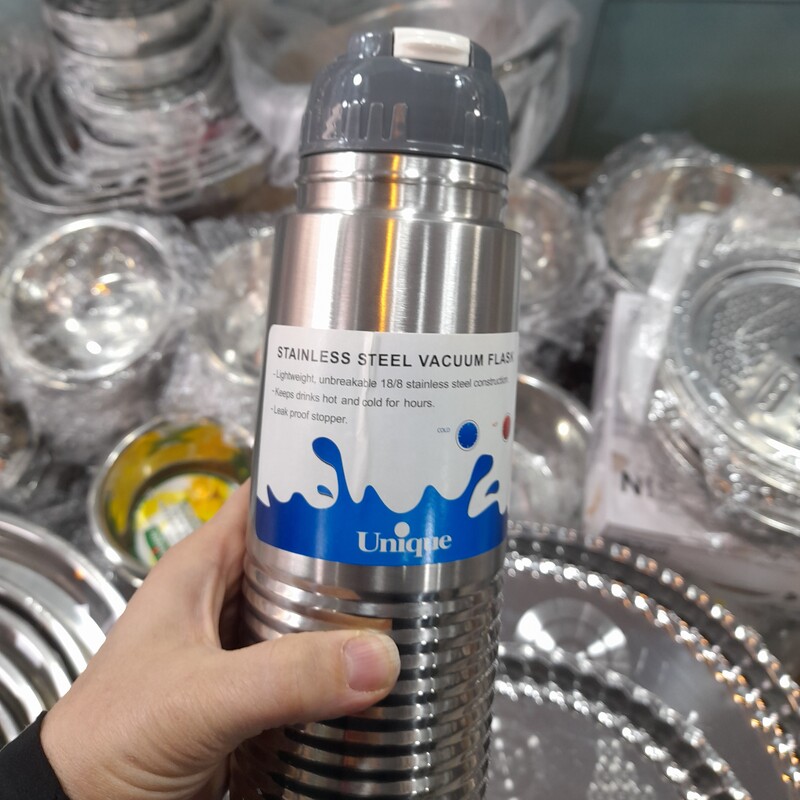 STAINLESS STEEL VACUUM FLASK
-Lightweight, unbreakable 18/8 stainless steel construction.
-Keeps drinks hot and cold for hours.
-Leak proof stopper.
COLD
Unique